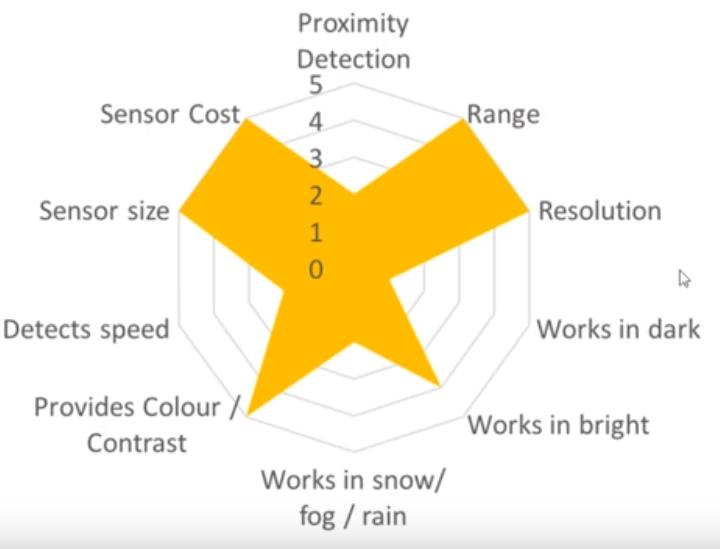 Proximity
Detection
5
Sensor Cost
4
Range
3
2
Sensor size
Resolution
1
0
Detects speed
Works in dark
Provides Colour /
Contrast
Works in bright
Works in snow/
fog / rain